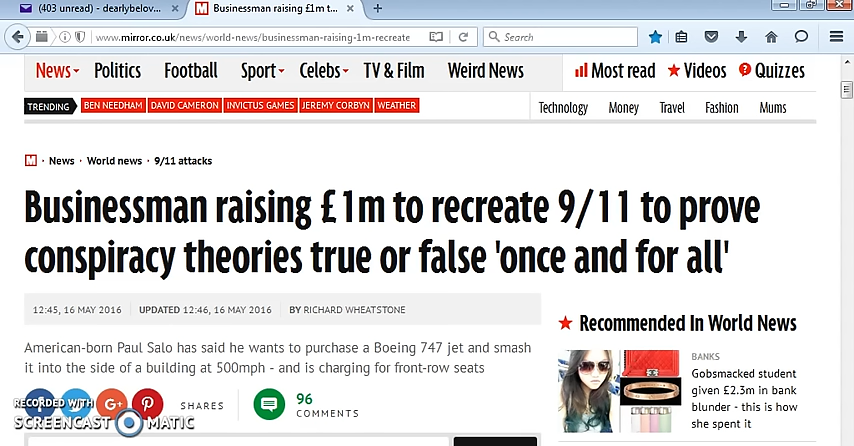 (403 unread) - dearlybelov...
Businessman raising £1m t...
www.mirror.co.uk/news/world-news/businessman-raising-1m-recreate
Search
News Politics Football Sport Celebs TV & Film Weird News Most read Videos Quizzes
TRENDING BEN NEEDHAM DAVID CAMERON INVICTUS GAMES JEREMY CORBYN WEATHER
Technology Money Travel Fashion Mums
M · News · World news · 9/11 attacks
Businessman raising £1m to recreate 9/11 to prove
conspiracy theories true or false 'once and for all'
12:45, 16 MAY 2016 UPDATED 12:46, 16 MAY 2016 BY RICHARD WHEATSTONE
American-born Paul Salo has said he wants to purchase a Boeing 747 jet and smash
it into the side of a building at 500mph - and is charging for front-row seats
SHARES
96
COMMENTS
Recommended In World News
BANKS
Gobsmacked student
given £2.3m in bank
blunder - this is how
she spent it
RECORDED WITH
SCREENCAST MATIC